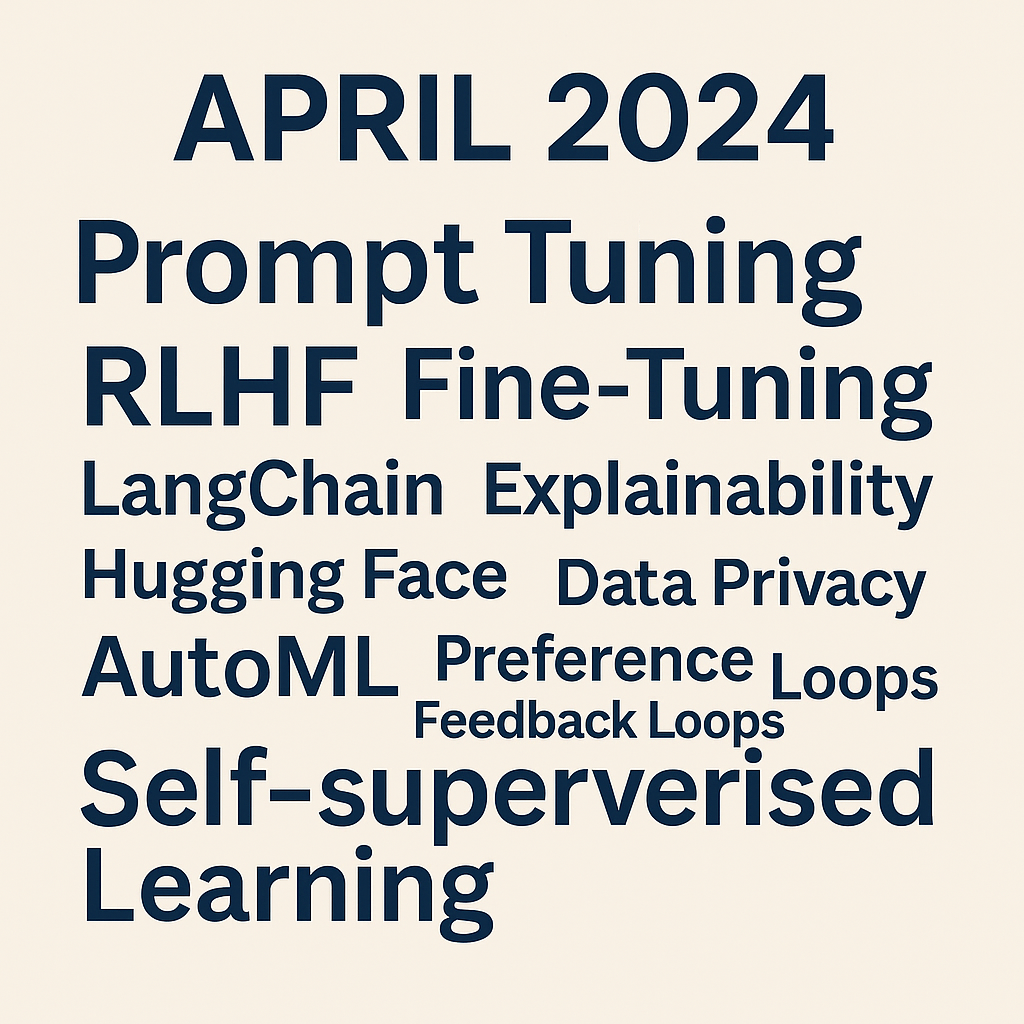 APRIL 2024
Prompt Tuning
RLHF Fine-Tuning
LangChain Explainability
Hugging Face Data Privacy
AutoML Preference Loops
Feedback Loops
Self-superverised
Learning